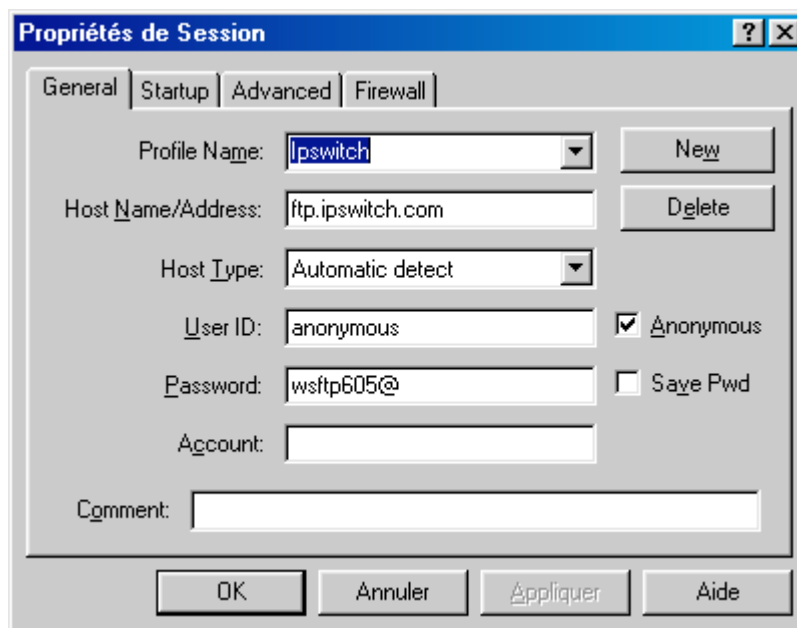 Propriétés de Session
General Startup Advanced Firewall
Profile Name: Ipswitch New
Host Name/Address: ftp.ipswitch.com Delete
Host Type: Automatic detect
User ID: anonymous Anonymous
Password: wsftp605@ Save Pwd
Account:
Comment:
OK Annuler Appliquer Aide